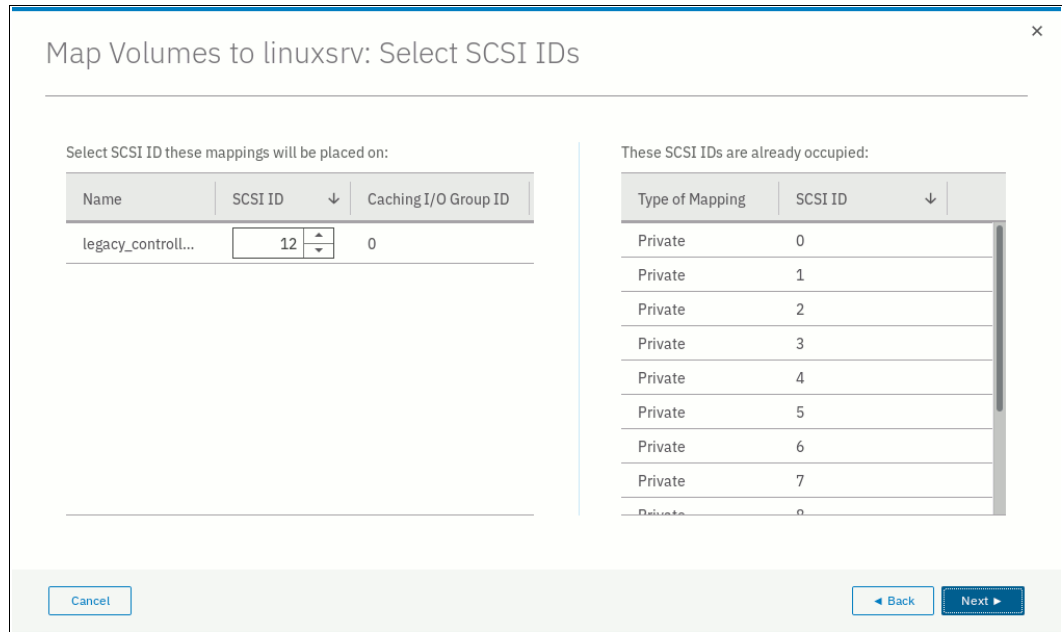 Map Volumes to linuxsrv: Select SCSI IDs
Select SCSI ID these mappings will be placed on:
Name SCSI ID Caching I/O Group ID
legacy_controll... 12 0
These SCSI IDs are already occupied:
Type of Mapping SCSI ID
Private 0
Private 1
Private 2
Private 3
Private 4
Private 5
Private 6
Private 7
Cancel
Back
Next